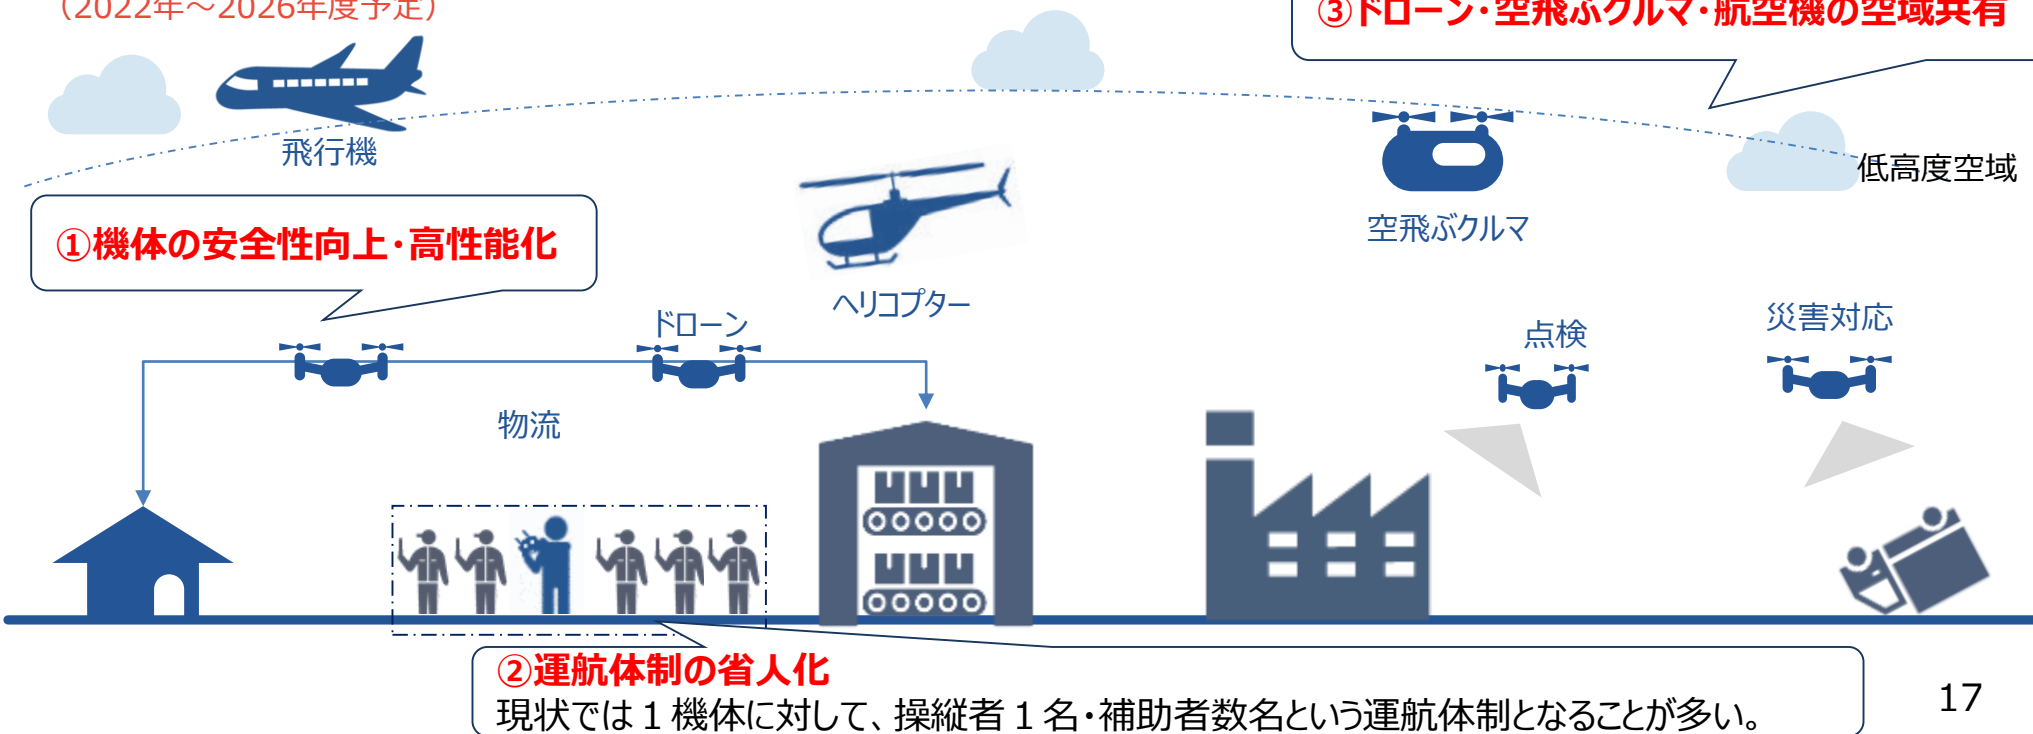 （2022年～2026年度予定）
③ドローン・空飛ぶクルマ・航空機の空域共有
飛行機
低高度空域
①機体の安全性向上・高性能化
空飛ぶクルマ
ヘリコプター
ドローン
点検
災害対応
物流
②運航体制の省人化
現状では１機体に対して、操縦者１名・補助者数名という運航体制となることが多い。
17